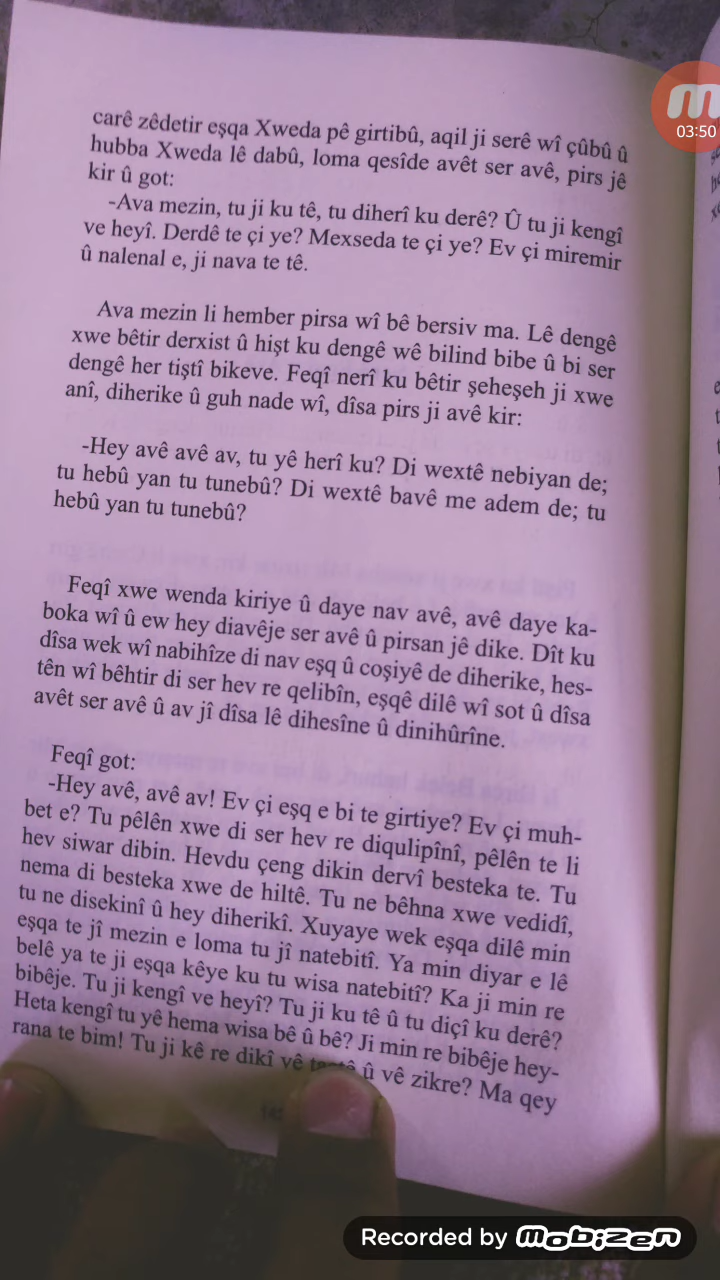 carê zêdetir eşqa Xweda pê girtibû, aqil ji serê wî çûbû û
hubba Xweda lê dabû, loma qesîde avêt ser avê, pirs jê
kir û got:
-Ava mezin, tu ji ku tê, tu diherî ku derê? Û tu ji kengî
ve heyî. Derdê te çi ye? Mexseda te çi ye? Ev çi miremir
û nalenal e, ji nava te tê.
Ava mezin li hember pirsa wî bê bersiv ma. Lê dengê
xwe bêtir derxist û hişt ku dengê wê bilind bibe û bi ser
dengê her tiştî bikeve. Feqî nerî ku bêtir şeheşeh ji xwe
anî, diherike û guh nade wî, dîsa pirs ji avê kir:
-Hey avê avê av, tu yê herî ku? Di wextê nebiyan de;
tu hebû yan tu tunebû? Di wextê bavê me adem de; tu
hebû yan tu tunebû?
Feqî xwe wenda kiriye û daye nav avê, avê daye ka-
boka wî û ew hey diavêje ser avê û pirsan jê dike. Dît ku
dîsa wek wî nabihîze di nav eşq û coşiyê de diherike, hes-
tên wî bêhtir di ser hev re qelibîn, eşqê dilê wî sot û dîsa
avêt ser avê û av jî dîsa lê dihesîne û dinihûrîne.
Feqî got:
-Hey avê, avê av! Ev çi eşq e bi te girtiye? Ev çi muh-
bet e? Tu pêlên xwe di ser hev re diqulipînî, pêlên te li
hev siwar dibin. Hevdu çeng dikin dervî besteka te. Tu
nema di besteka xwe de hiltê. Tu ne bêhna xwe vedidî,
tu ne disekinî û hey diherikî. Xuyaye wek eşqa dilê min
eşqa te jî mezin e loma tu jî natebitî. Ya min diyar e lê
belê ya te ji eşqa kêye ku tu wisa natebitî? Ka ji min re
bibêje. Tu ji kengî ve heyî? Tu ji ku tê û tu diçî ku derê?
Heta kengî tu yê hema wisa bê û bê? Ji min re bibêje hey-
rana te bim! Tu ji kê re dikî vê û vê zikre? Ma qey
03:50
Recorded by mobizen